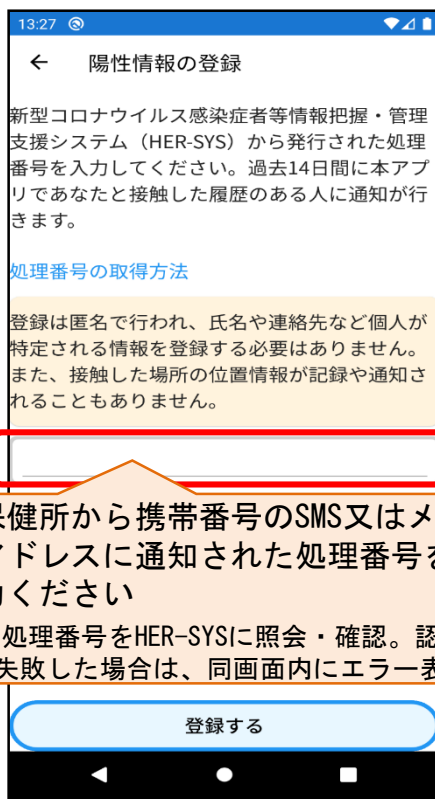 13:27
陽性情報の登録
新型コロナウイルス感染症者等情報把握・管理
支援システム（HER-SYS）から発行された処理
番号を入力してください。過去14日間に本アプ
リであなたと接触した履歴のある人に通知が行
きます。
処理番号の取得方法
登録は匿名で行われ、氏名や連絡先など個人が
特定される情報を登録する必要はありません。
また、接触した場所の位置情報が記録や通知さ
れることもありません。
保健所から携帯番号のSMS又はメ
アドレスに通知された処理番号を
力ください
処理番号をHER-SYSに照会・確認。認
失敗した場合は、同画面内にエラー表
登録する